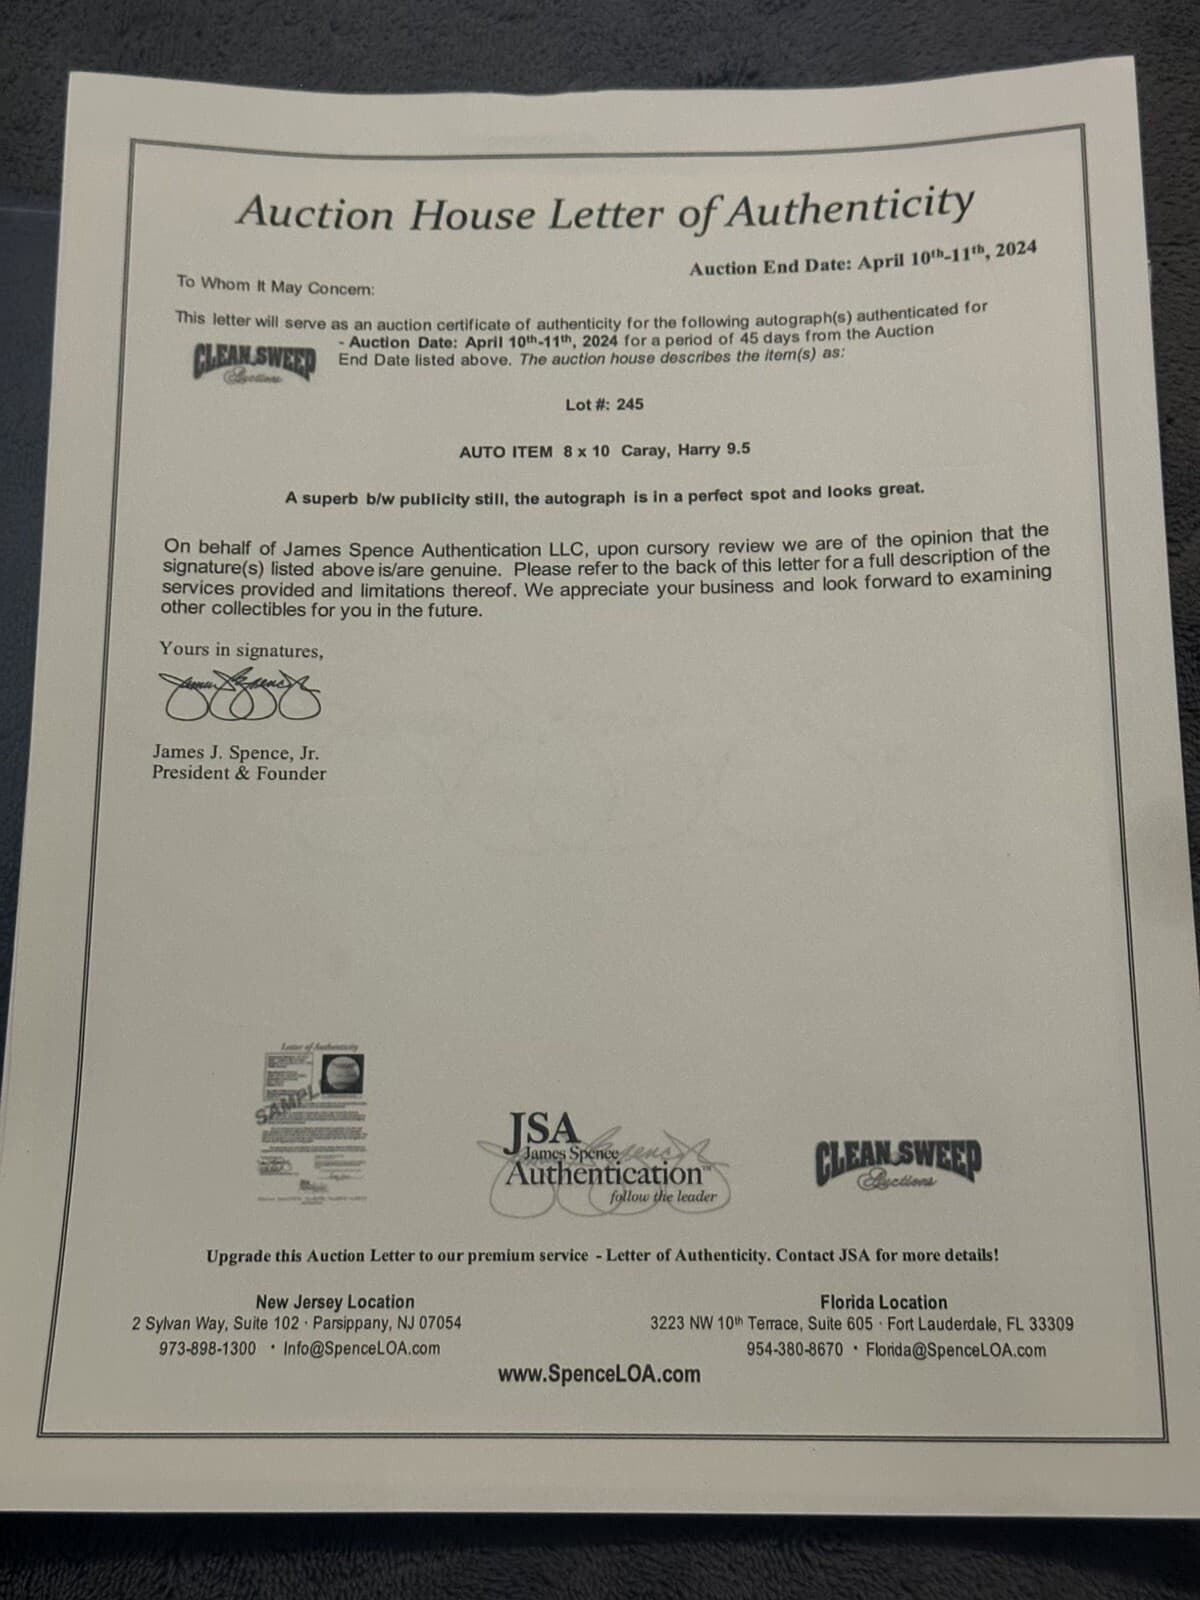 Auction House Letter of Authenticity
Auction End Date: April 10th-11th, 2024
To Whom It May Concern:
This letter will serve as an auction certificate of authenticity for the following autograph(s) authenticated for
CLEAN SWEEP
Auctions
- Auction Date: April 10th-11th, 2024 for a period of 45 days from the Auction
End Date listed above. The auction house describes the item(s) as:
Lot #: 245
AUTO ITEM 8 x 10 Caray, Harry 9.5
A superb b/w publicity still, the autograph is in a perfect spot and looks great.
On behalf of James Spence Authentication LLC, upon cursory review we are of the opinion that the
signature(s) listed above is/are genuine. Please refer to the back of this letter for a full description of the
services provided and limitations thereof. We appreciate your business and look forward to examining
other collectibles for you in the future.
Yours in signatures,
James J. Spence, Jr.
President & Founder
Letter of Authenticity
SAMPL
JSA
James Spence
Authentication™
follow the leader
CLEAN SWEEP
Auctions
Upgrade this Auction Letter to our premium service - Letter of Authenticity. Contact JSA for more details!
New Jersey Location
2 Sylvan Way, Suite 102 · Parsippany, NJ 07054
973-898-1300 · Info@SpenceLOA.com
Florida Location
3223 NW 10th Terrace, Suite 605 · Fort Lauderdale, FL 33309
954-380-8670 · Florida@SpenceLOA.com
www.SpenceLOA.com